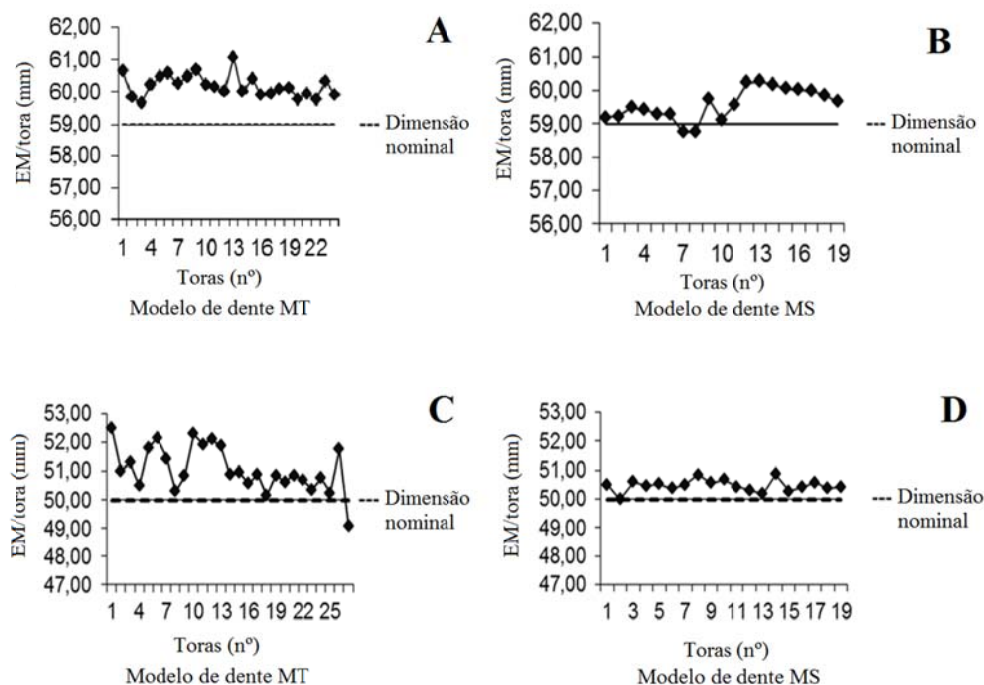 A
62,00
61,00
60,00
59,00
58,00
57,00
56,00
EM/tora (mm)
1 4 7 10 13 16 19 22
Toras (nº)
Modelo de dente MT
Dimensão
nominal
B
62,00
61,00
60,00
59,00
58,00
57,00
56,00
EM/tora (mm)
1 4 7 10 13 16 19
Toras (nº)
Modelo de dente MS
Dimensão
nominal
C
53,00
52,00
51,00
50,00
49,00
48,00
47,00
EM/tora (mm)
1 4 7 10 13 16 19 22 25
Toras (nº)
Modelo de dente MT
Dimensão
nominal
D
53,00
52,00
51,00
50,00
49,00
48,00
47,00
EM/tora (mm)
1 3 5 7 9 11 13 15 17 19
Toras (nº)
Modelo de dente MS
Dimensão
nominal